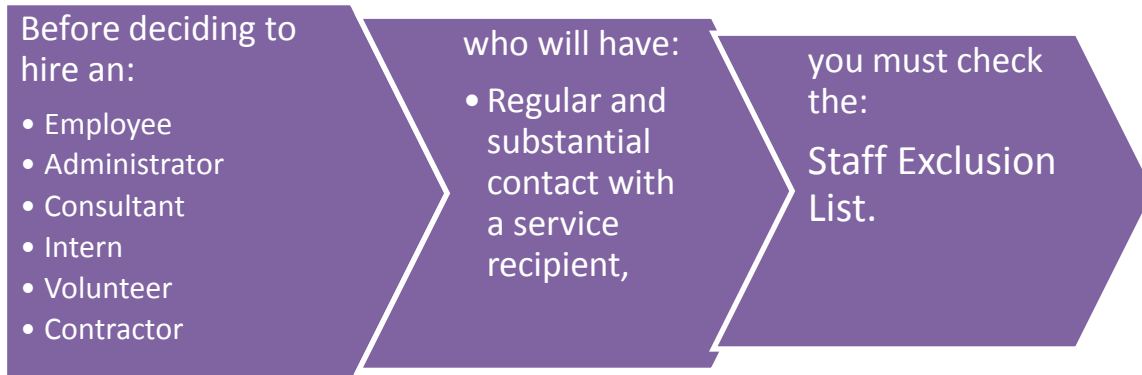 Before deciding to
hire an:
• Employee
• Administrator
• Consultant
• Intern
• Volunteer
• Contractor
who will have:
• Regular and
substantial
contact with
a service
recipient,
you must check
the:
Staff Exclusion
List.